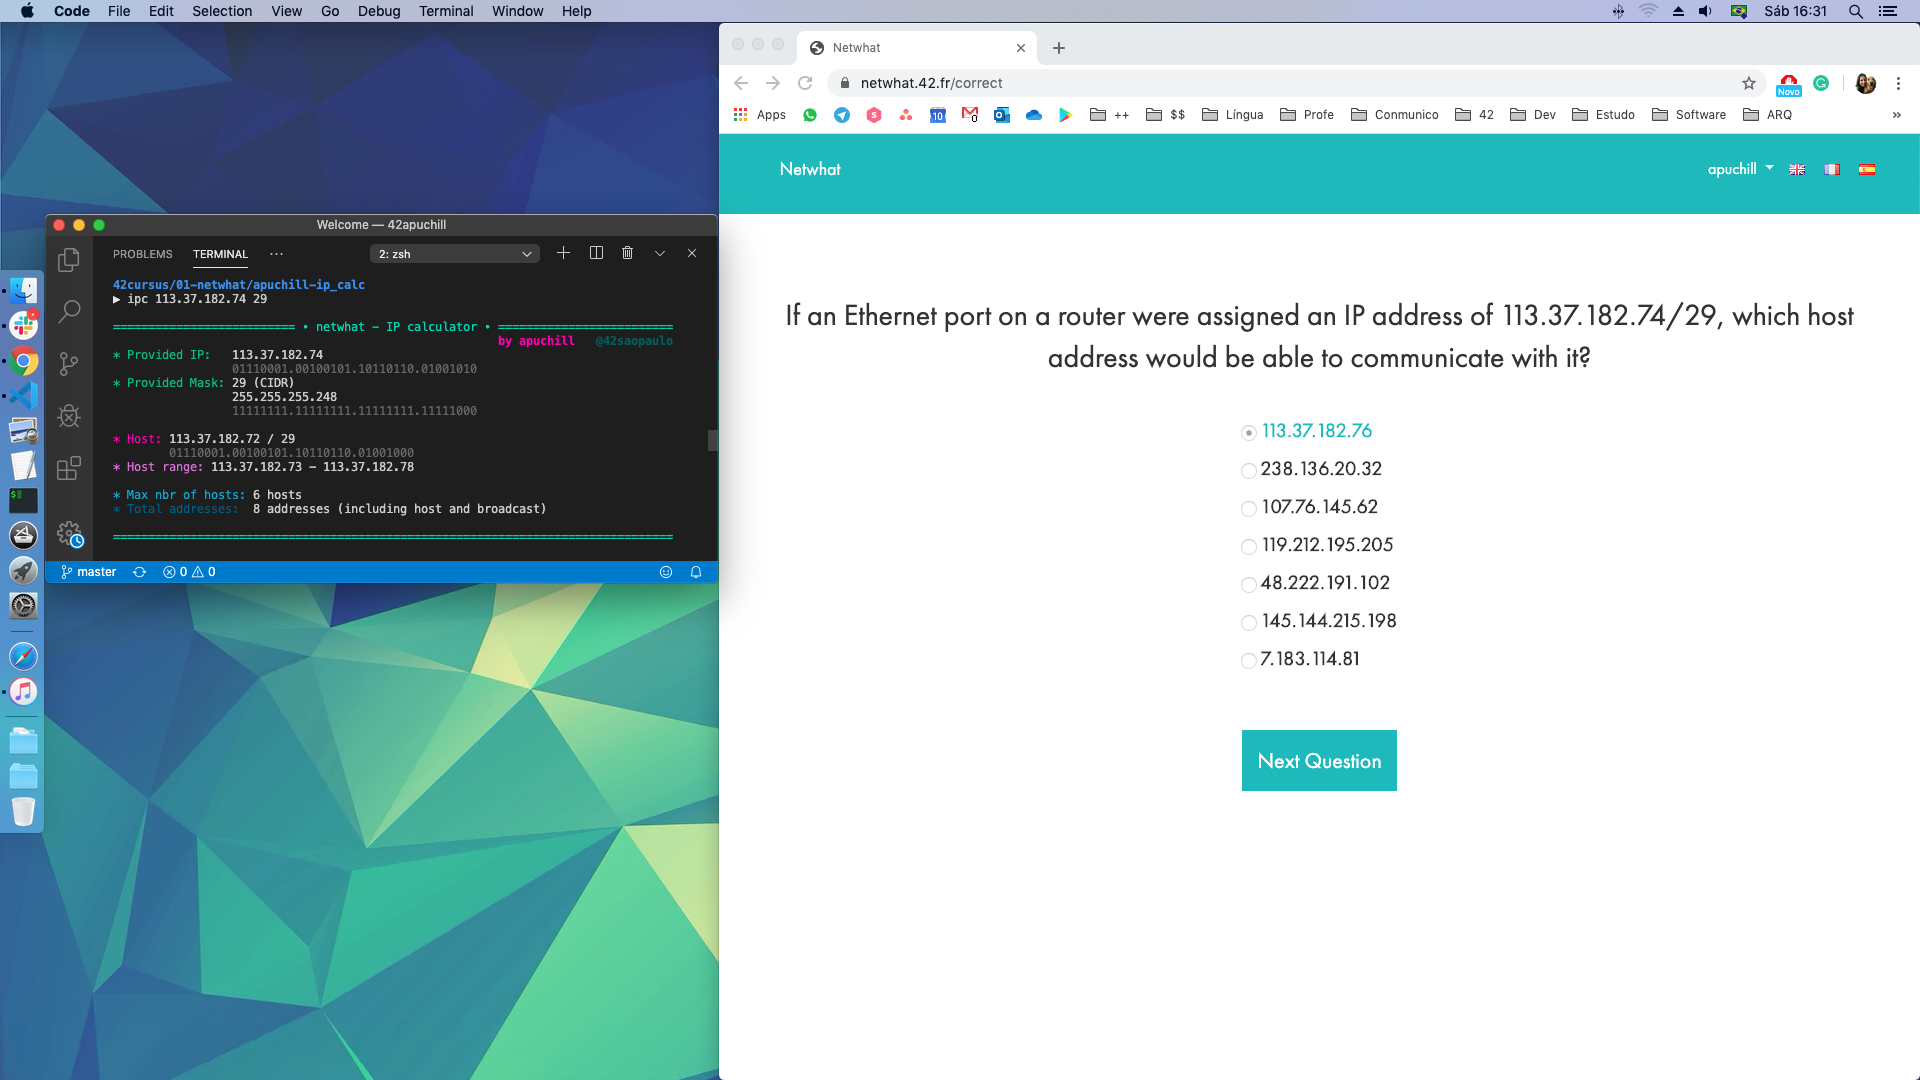 Code File Edit Selection View Go Debug Terminal Window Help
Sáb 16:31
Netwhat
netwhat.42.fr/correct
Novo
Apps
10
0
++
$$
Língua
Profe
Conmunico
42
Dev
Estudo
Software
ARQ
»
Netwhat
apuchill
Welcome — 42apuchill
PROBLEMS TERMINAL ···
2: zsh
42cursus/01-netwhat/apuchill-ip_calc
▶ ipc 113.37.182.74 29
========================== • netwhat - IP calculator • =========================
by apuchill @42saopaulo
* Provided IP: 113.37.182.74
01110001.00100101.10110110.01001010
* Provided Mask: 29 (CIDR)
255.255.255.248
11111111.11111111.11111111.11111000
* Host: 113.37.182.72 / 29
01110001.00100101.10110110.01001000
* Host range: 113.37.182.73 - 113.37.182.78
* Max nbr of hosts: 6 hosts
* Total addresses: 8 addresses (including host and broadcast)
================================================================================
master
0 0
If an Ethernet port on a router were assigned an IP address of 113.37.182.74/29, which host
address would be able to communicate with it?
113.37.182.76
238.136.20.32
107.76.145.62
119.212.195.205
48.222.191.102
145.144.215.198
7.183.114.81
Next Question